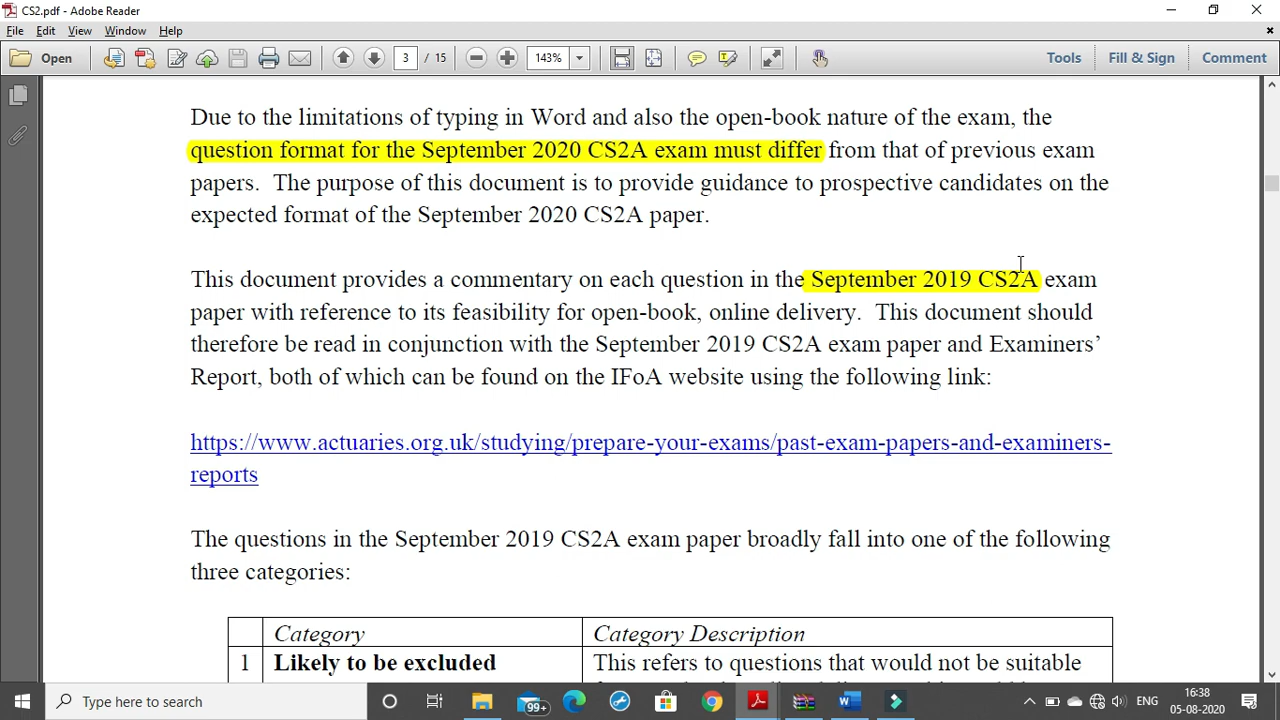 CS2.pdf - Adobe Reader
File Edit View Window Help
Open 3 / 15 143% Tools Fill & Sign Comment
Due to the limitations of typing in Word and also the open-book nature of the exam, the
question format for the September 2020 CS2A exam must differ from that of previous exam
papers. The purpose of this document is to provide guidance to prospective candidates on the
expected format of the September 2020 CS2A paper.
This document provides a commentary on each question in the September 2019 CS2A exam
paper with reference to its feasibility for open-book, online delivery. This document should
therefore be read in conjunction with the September 2019 CS2A exam paper and Examiners’
Report, both of which can be found on the IFoA website using the following link:
https://www.actuaries.org.uk/studying/prepare-your-exams/past-exam-papers-and-examiners-
reports
The questions in the September 2019 CS2A exam paper broadly fall into one of the following
three categories:
Category Category Description
1 Likely to be excluded This refers to questions that would not be suitable
Type here to search 99+ ENG 16:38
05-08-2020